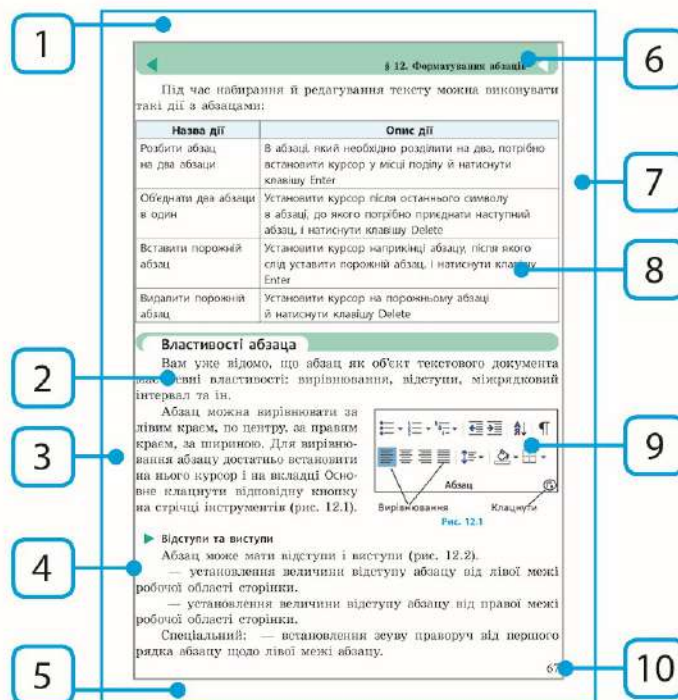 1
6
§ 12. Форматування абзаців
Під час набирання й редагування тексту можна виконувати
такі дії з абзацами:
Назва дії
Опис дії
Розбити абзац
на два абзаци
В абзаці, який необхідно розділити на два, потрібно
встановити курсор у місці поділу й натиснути
клавішу Enter
7
Об'єднати два абзаци
в один
Установити курсор після останнього символу
в абзаці, до якого потрібно приєднати наступний
абзац, і натиснути клавішу Delete
Вставити порожній
абзац
Установити курсор наприкінці абзацу, після якого
слід уставити порожній абзац, і натиснути клавішу
Enter
8
Видалити порожній
абзац
Установити курсор на порожньому абзаці
й натиснути клавішу Delete
Властивості абзаца
2
Вам уже відомо, що абзац як об'єкт текстового документа
властивості: вирівнювання, відступи, міжрядковий
інтервал та ін.
3
Абзац можна вирівнювати за
лівим краєм, по центру, за правим
краєм, за шириною. Для вирівню-
вання абзацу достатньо встановити
на нього курсор і на вкладці Осно-
вне клацнути відповідну кнопку
на стрічці інструментів (рис. 12.1).
9
Абзац
Вирівнювання
Клацнути
Рис. 12.1
Відступи та виступи
4
Абзац може мати відступи і виступи (рис. 12.2).
— установлення величини відступу абзацу від лівої межі
робочої області сторінки.
— установлення величини відступу абзацу від правої межі
робочої області сторінки.
Спеціальний: — встановлення зсуву праворуч від першого
рядка абзацу щодо лівої межі абзацу.
5
67
10